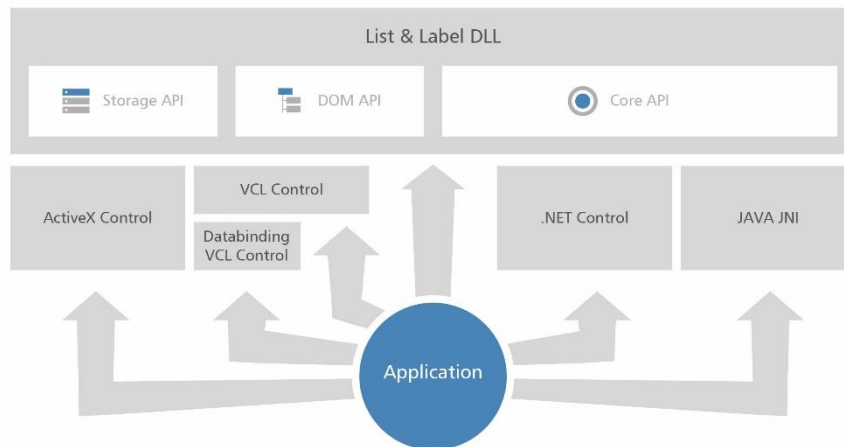 List & Label DLL
Storage API
DOM API
Core API
ActiveX Control
VCL Control
Databinding
VCL Control
.NET Control
JAVA JNI
Application